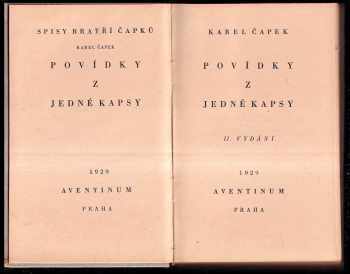 SPISY BRATŘÍ ČAPKŮ
KAREL ČAPEK
POVÍDKY
Z
JEDNÉ KAPSY
1929
AVENTINUM
PRAHA
KAREL ČAPEK
POVÍDKY
Z
JEDNÉ KAPSY
II. VYDÁNÍ
1929
AVENTINUM
PRAHA